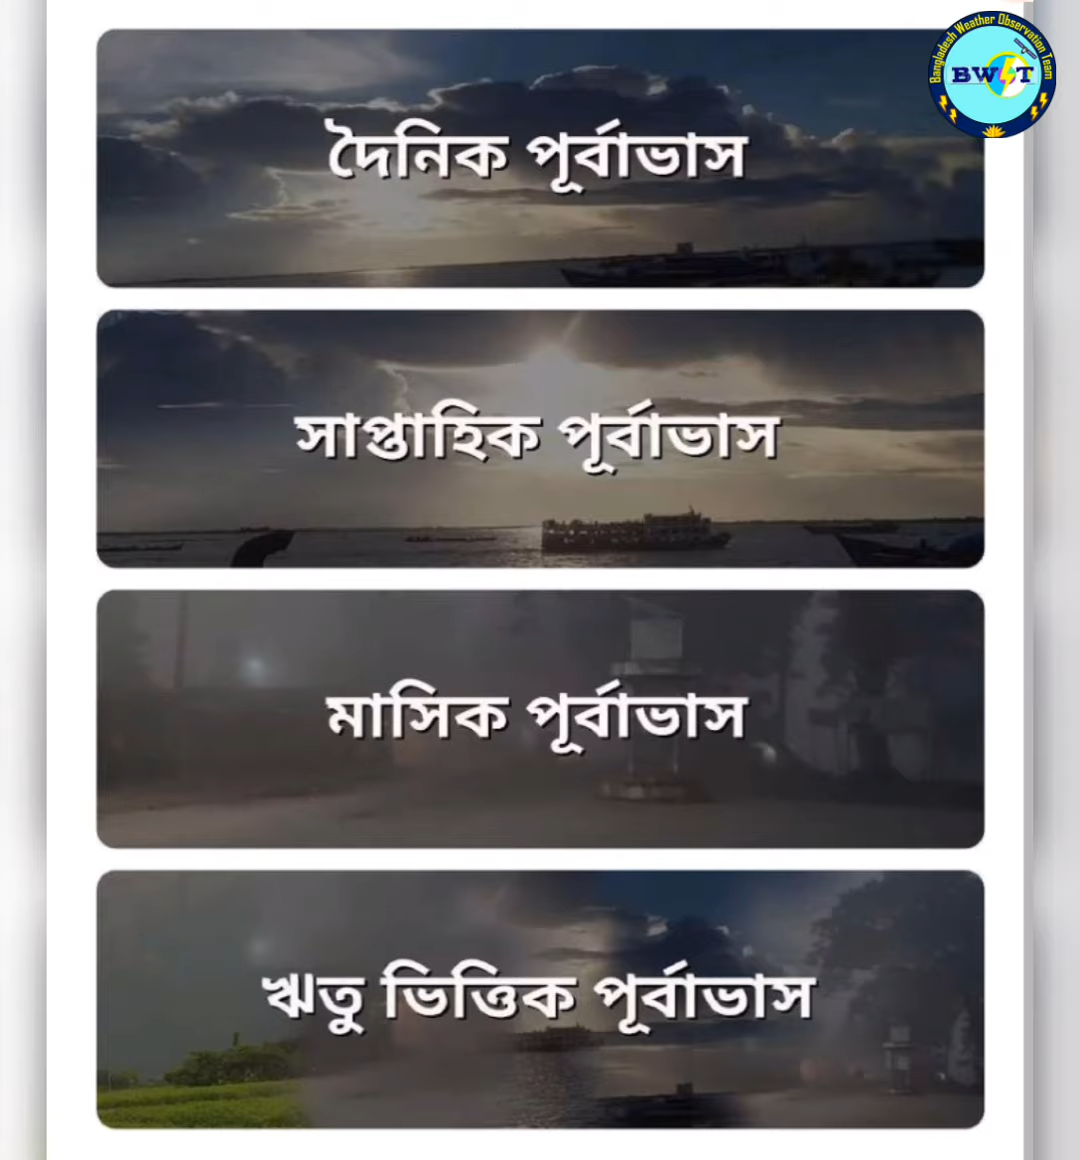 Bangladesh Weather Observation Team
BWOT
দৈনিক পূর্বাভাস
সাপ্তাহিক পূর্বাভাস
মাসিক পূর্বাভাস
ঋতু ভিত্তিক পূর্বাভাস